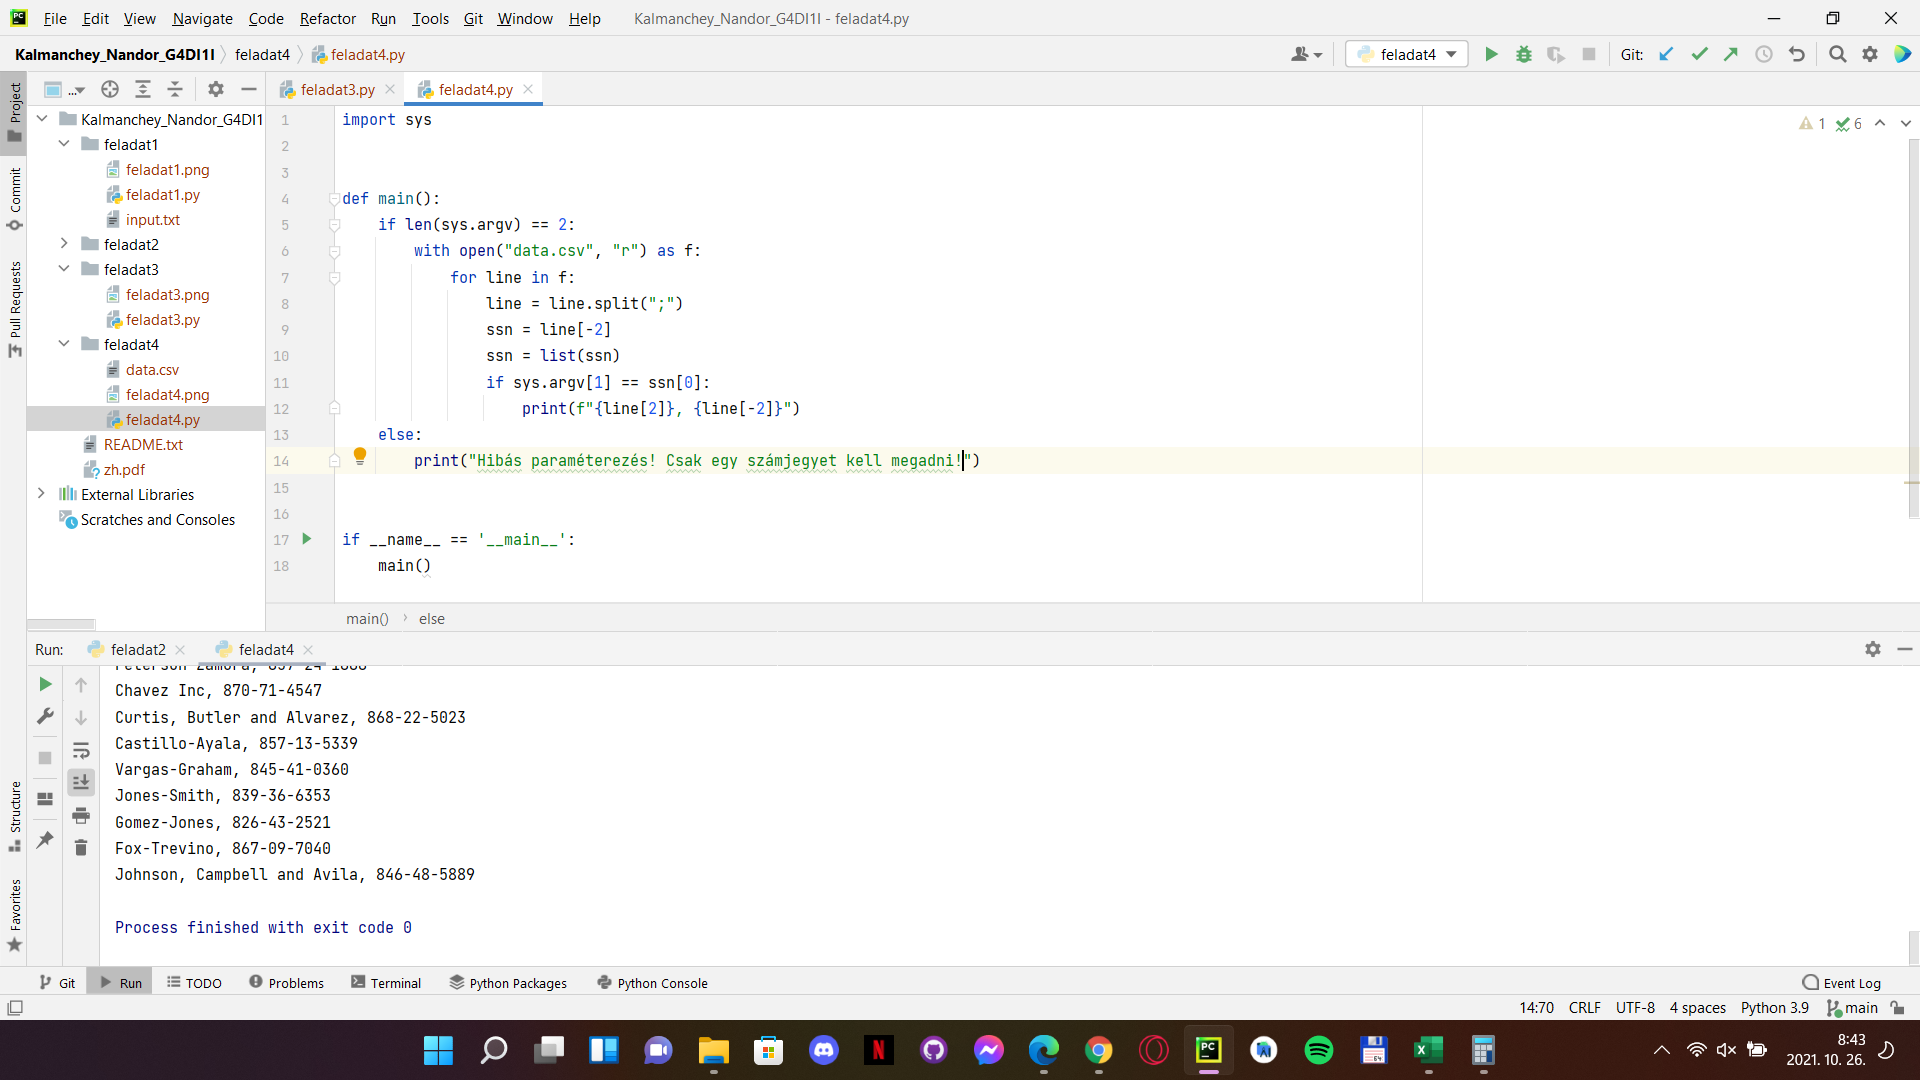 File Edit View Navigate Code Refactor Run Tools Git Window Help Kalmanchey_Nandor_G4DI1I - feladat4.py
Kalmanchey_Nandor_G4DI1I feladat4 feladat4.py feladat4 Git:
... feladat3.py feladat4.py
Project
Commit
Pull Requests
Structure
Favorites
Kalmanchey_Nandor_G4DI1
feladat1
feladat1.png
feladat1.py
input.txt
feladat2
feladat3
feladat3.png
feladat3.py
feladat4
data.csv
feladat4.png
feladat4.py
README.txt
zh.pdf
External Libraries
Scratches and Consoles
1 import sys
2
3
4 def main():
5 if len(sys.argv) == 2:
6 with open("data.csv", "r") as f:
7 for line in f:
8 line = line.split(";")
9 ssn = line[-2]
10 ssn = list(ssn)
11 if sys.argv[1] == ssn[0]:
12 print(f"{line[2]}, {line[-2]}")
13 else:
14 print("Hibás paraméterezés! Csak egy számjegyet kell megadni!")
15
16
17 if __name__ == '__main__':
18 main()
1 6
main() else
Run: feladat2 feladat4
Chavez Inc, 870-71-4547
Curtis, Butler and Alvarez, 868-22-5023
Castillo-Ayala, 857-13-5339
Vargas-Graham, 845-41-0360
Jones-Smith, 839-36-6353
Gomez-Jones, 826-43-2521
Fox-Trevino, 867-09-7040
Johnson, Campbell and Avila, 846-48-5889
Process finished with exit code 0
Git Run TODO Problems Terminal Python Packages Python Console Event Log
14:70 CRLF UTF-8 4 spaces Python 3.9 main
8:43
2021. 10. 26.